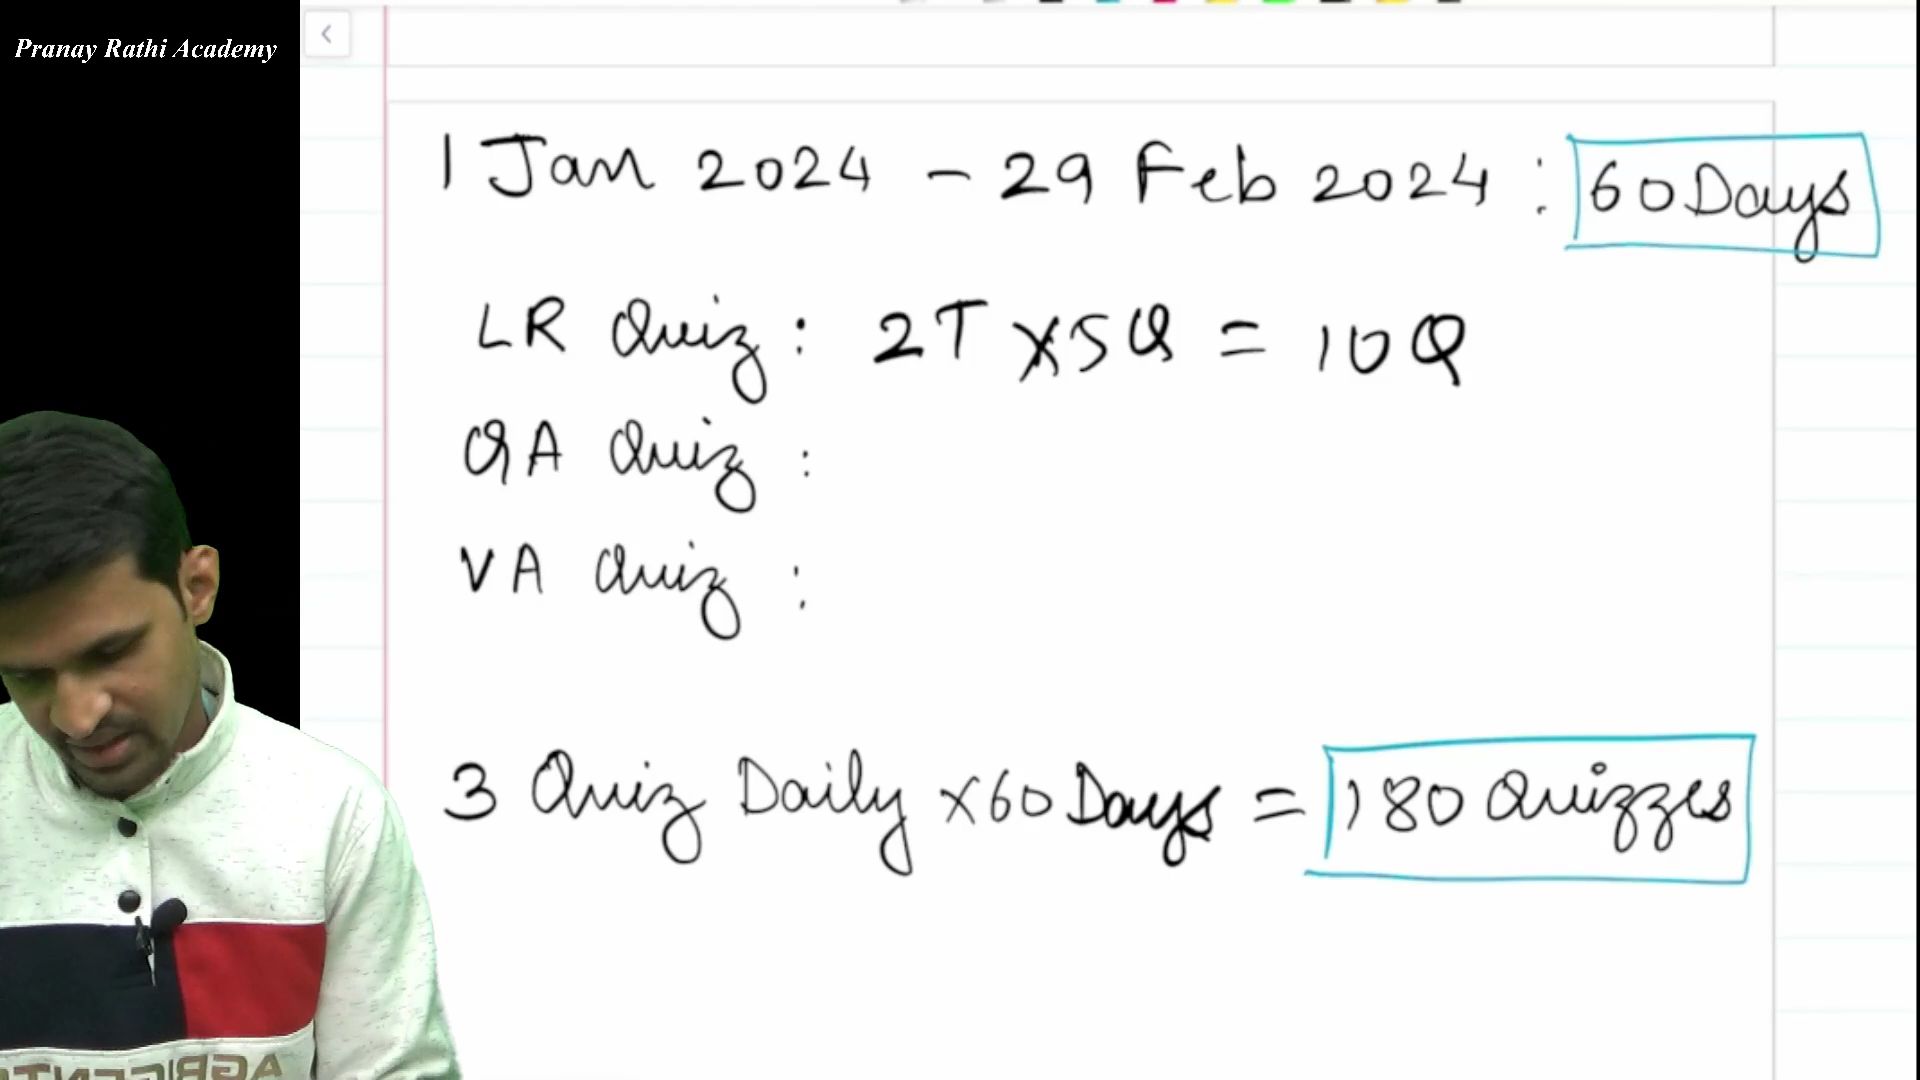 Pranay Rathi Academy
1 Jan 2024 - 29 Feb 2024 : 60 Days
LR Quiz : 2T X 5Q = 10 Q
QA Quiz :
VA Quiz :
3 Quiz Daily x 60 Days = 180 Quizzes